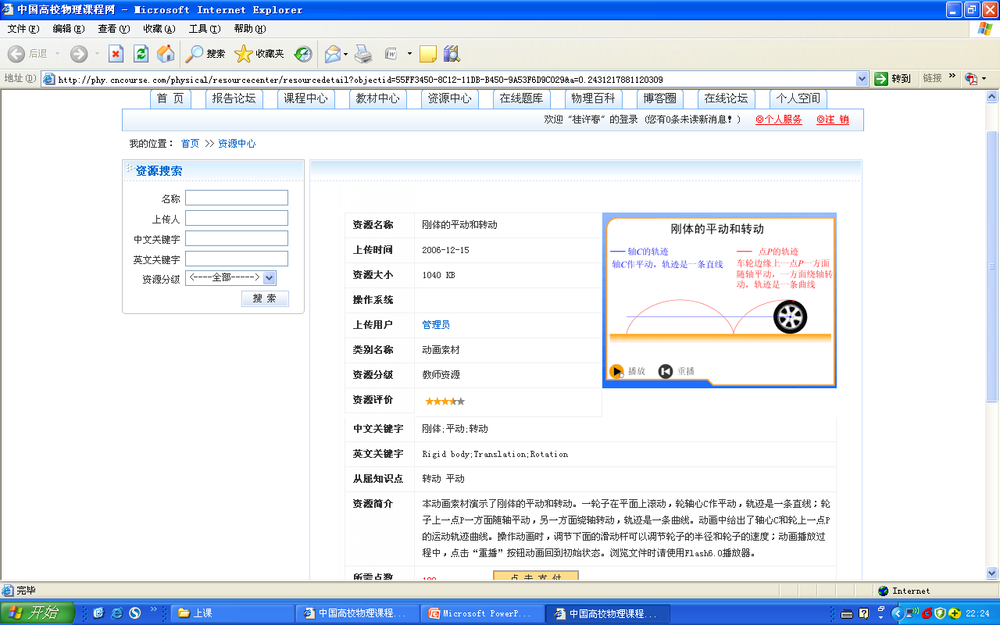 中国高校物理课程网 - Microsoft Internet Explorer
文件(F) 编辑(E) 查看(V) 收藏(A) 工具(T) 帮助(H)
后退 搜索 收藏夹
地址(D) http://phy.cncourse.com/physical/resourcecenter/resourcedetail?objectid=55FF3450-8C12-11DB-B450-9A53F6D9C029&a=0.2431217881120309 转到 链接 »
首 页 报告论坛 课程中心 教材中心 资源中心 在线题库 物理百科 博客圈 在线论坛 个人空间
欢迎 “桂许春” 的登录 (您有0条未读新消息! ) ◎个人服务 ◎注 销
我的位置: 首页 >> 资源中心
资源搜索
名称
上传人
中文关键字
英文关键字
资源分级 <----全部----->
搜 索
资源名称 刚体的平动和转动
上传时间 2006-12-15
资源大小 1040 KB
操作系统
上传用户 管理员
类别名称 动画素材
资源分级 教师资源
资源评价
刚体的平动和转动
轴C的轨迹
轴C作平动，轨迹是一条直线
点P的轨迹
车轮边缘上一点P一方面
随轴平动，一方面绕轴转
动，轨迹是一条曲线
播放 重播
中文关键字 刚体;平动;转动
英文关键字 Rigid body;Translation;Rotation
从属知识点 转动 平动
资源简介 本动画素材演示了刚体的平动和转动。一轮子在平面上滚动，轮轴心C作平动，轨迹是一条直线；轮
子上一点P一方面随轴平动，另一方面绕轴转动，轨迹是一条曲线。动画中给出了轴心C和轮上一点P
的运动轨迹曲线。操作动画时，调节下面的滑动杆可以调节轮子的半径和轮子的速度；动画播放过
程中，点击“重播”按钮动画回到初始状态。浏览文件时请使用Flash6.0播放器。
所需点数 100 点 击 支 付
完毕 Internet
开始 » 上课 中国高校物理课程... Microsoft PowerP... 中国高校物理课程... 22:24